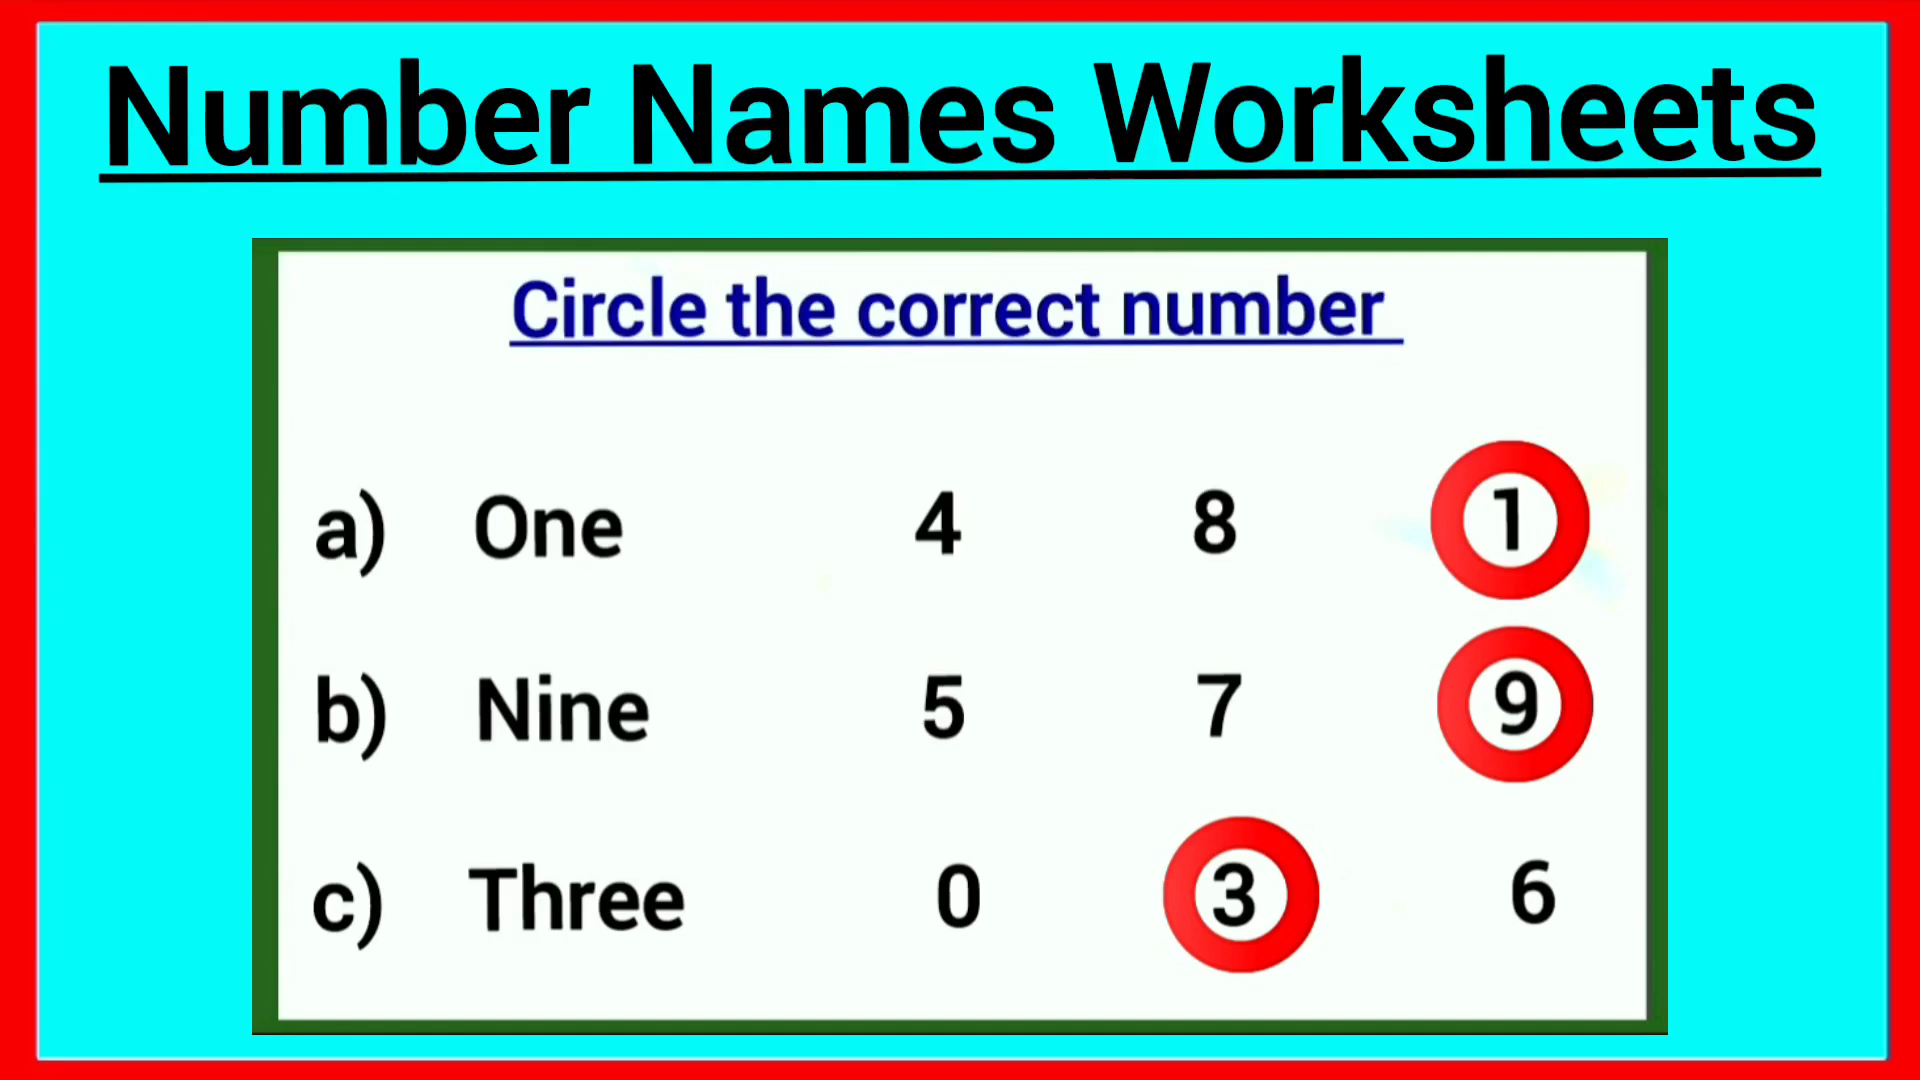 Number Names Worksheets
Circle the correct number
a) One 4 8 1
b) Nine 5 7 9
c) Three 0 3 6